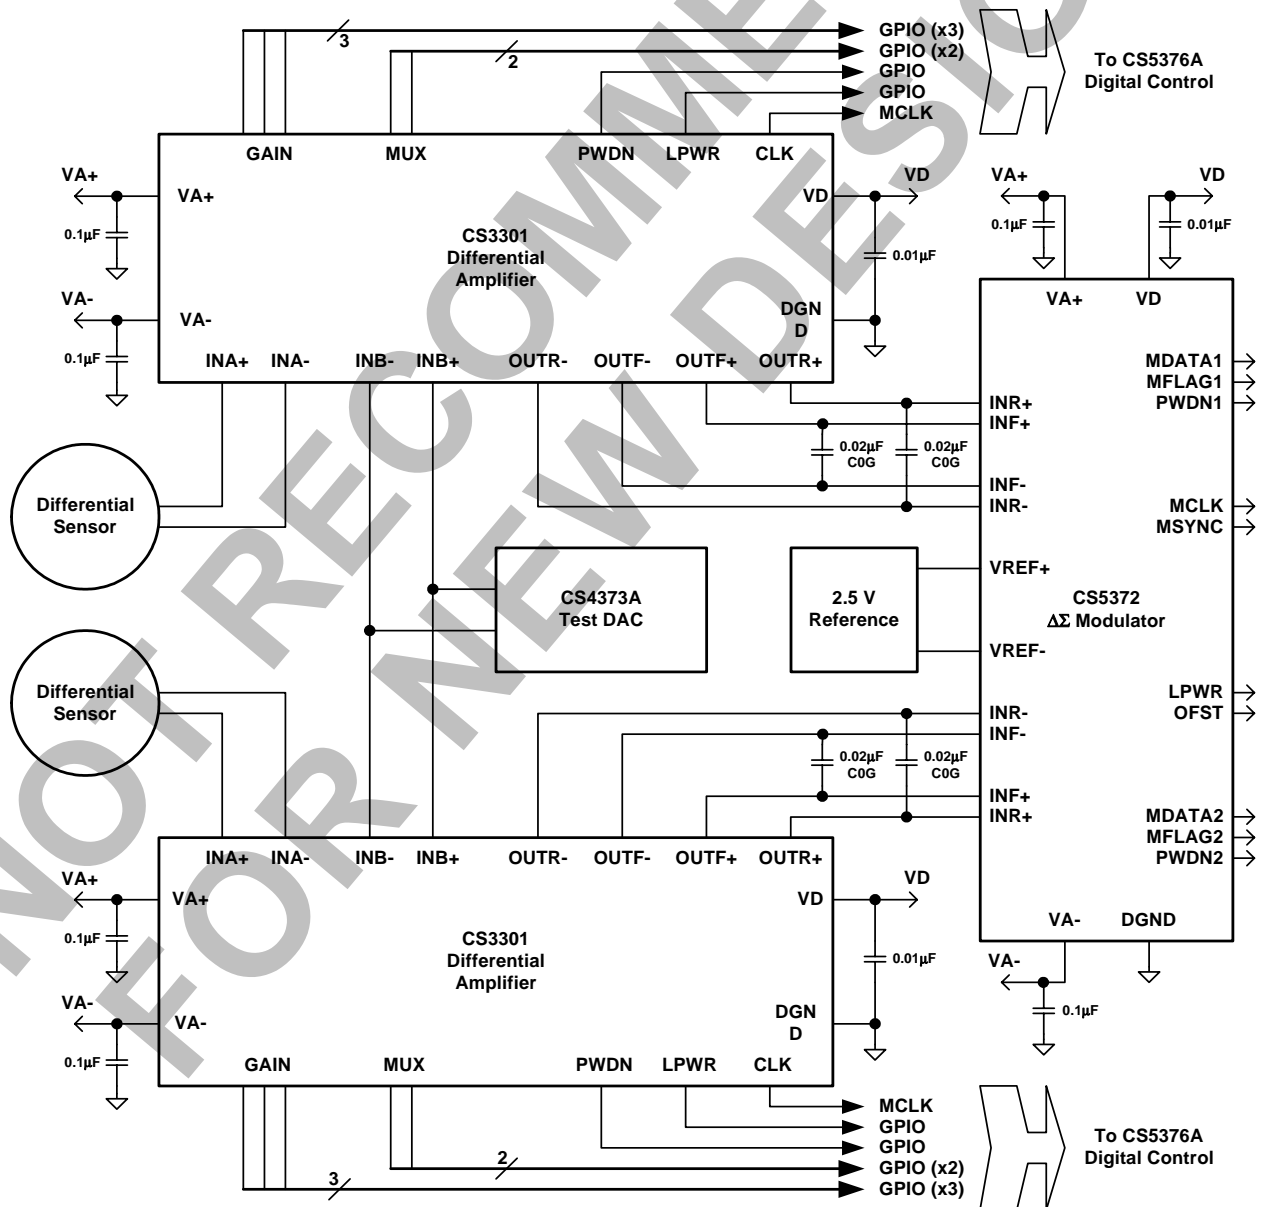 NOT RECOMME
FOR NEW DESIG
3
GPIO (x3)
2
GPIO (x2)
GPIO
GPIO
MCLK
To CS5376A
Digital Control
GAIN
MUX
PWDN
LPWR
CLK
VA+
VA+
0.1µF
VD
VD
0.01µF
CS3301
Differential
Amplifier
VA-
VA-
0.1µF
DGN
D
INA+
INA-
INB-
INB+
OUTR-
OUTF-
OUTF+
OUTR+
VA+
0.1µF
VD
0.01µF
VA+
VD
MDATA1
MFLAG1
PWDN1
INR+
INF+
0.02µF
C0G
0.02µF
C0G
INF-
INR-
MCLK
MSYNC
Differential
Sensor
CS4373A
Test DAC
2.5 V
Reference
VREF+
CS5372
ΔΣ Modulator
VREF-
Differential
Sensor
LPWR
OFST
INR-
INF-
0.02µF
C0G
0.02µF
C0G
INF+
INR+
MDATA2
MFLAG2
PWDN2
INA+
INA-
INB-
INB+
OUTR-
OUTF-
OUTF+
OUTR+
VA+
VA+
0.1µF
VD
VD
0.01µF
CS3301
Differential
Amplifier
VA-
VA-
0.1µF
DGN
D
VA-
DGND
VA-
0.1µF
GAIN
MUX
PWDN
LPWR
CLK
MCLK
GPIO
GPIO
2
GPIO (x2)
3
GPIO (x3)
To CS5376A
Digital Control